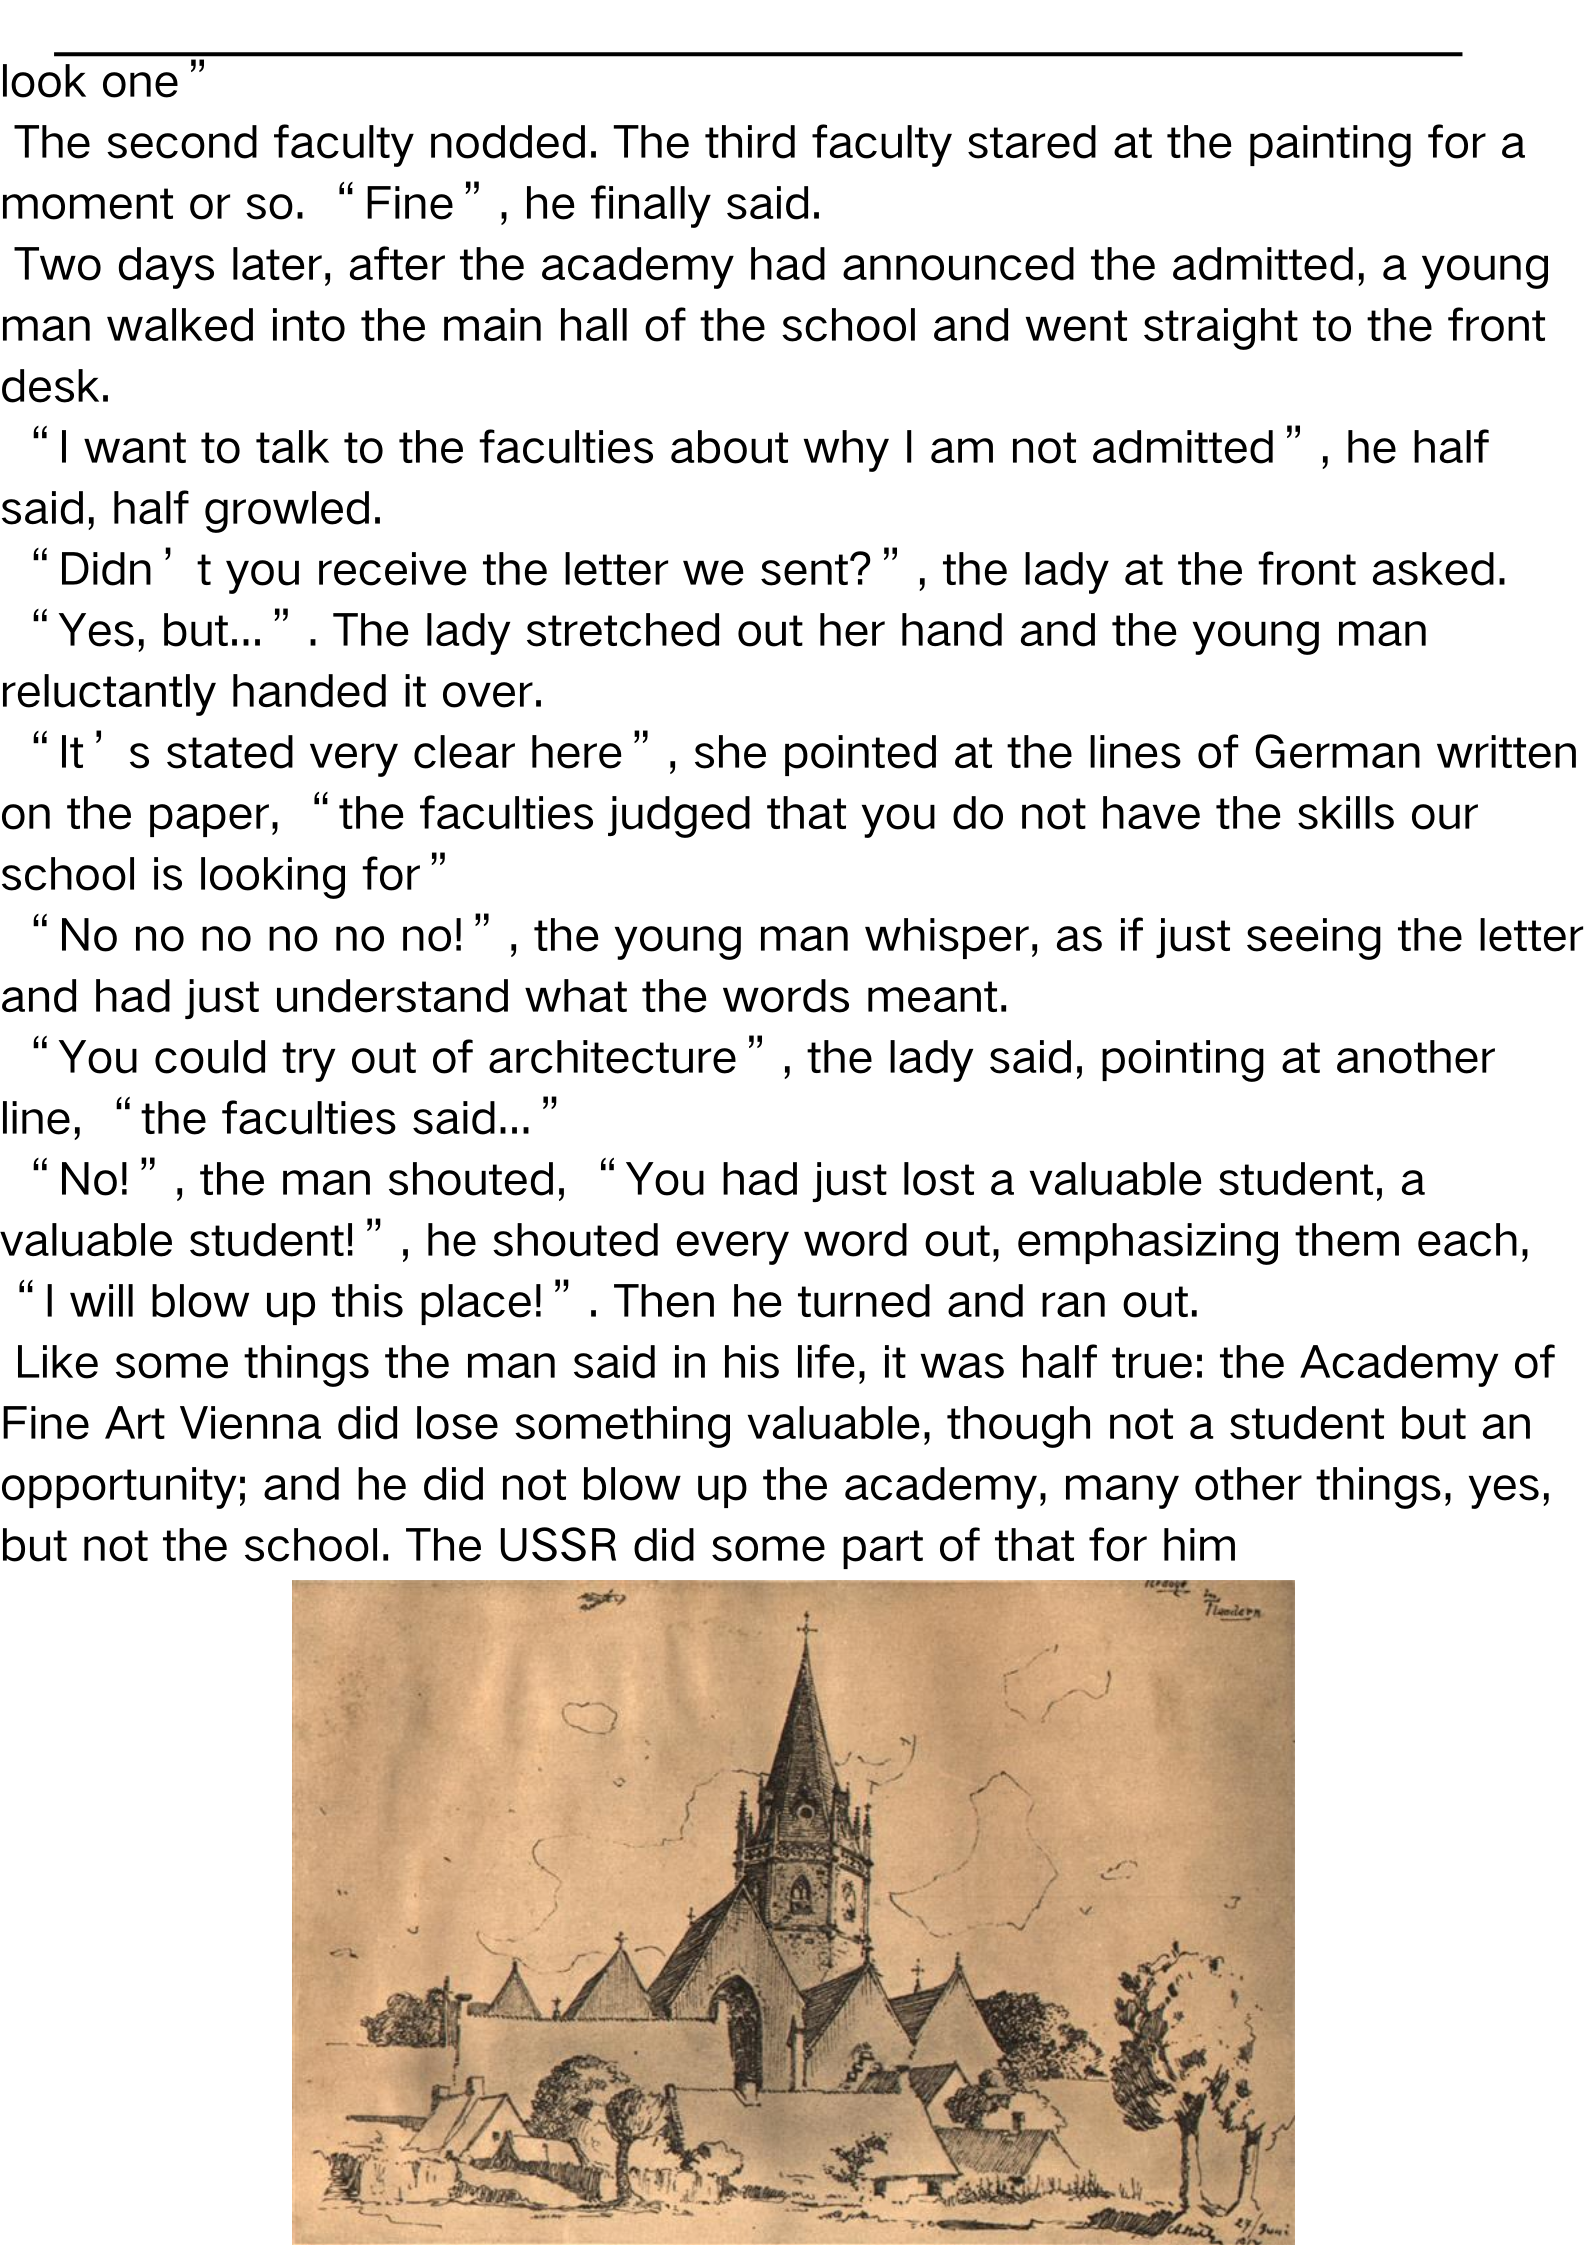 look one”
The second faculty nodded. The third faculty stared at the painting for a
moment or so. “Fine”, he finally said.
Two days later, after the academy had announced the admitted, a young
man walked into the main hall of the school and went straight to the front
desk.
“I want to talk to the faculties about why I am not admitted”, he half
said, half growled.
“Didn’t you receive the letter we sent?”, the lady at the front asked.
“Yes, but...”. The lady stretched out her hand and the young man
reluctantly handed it over.
“It’s stated very clear here”, she pointed at the lines of German written
on the paper, “the faculties judged that you do not have the skills our
school is looking for”
“No no no no no no!”, the young man whisper, as if just seeing the letter
and had just understand what the words meant.
“You could try out of architecture”, the lady said, pointing at another
line, “the faculties said...”
“No!”, the man shouted, “You had just lost a valuable student, a
valuable student!”, he shouted every word out, emphasizing them each,
“I will blow up this place!”. Then he turned and ran out.
Like some things the man said in his life, it was half true: the Academy of
Fine Art Vienna did lose something valuable, though not a student but an
opportunity; and he did not blow up the academy, many other things, yes,
but not the school. The USSR did some part of that for him
Flandern
27/Juni